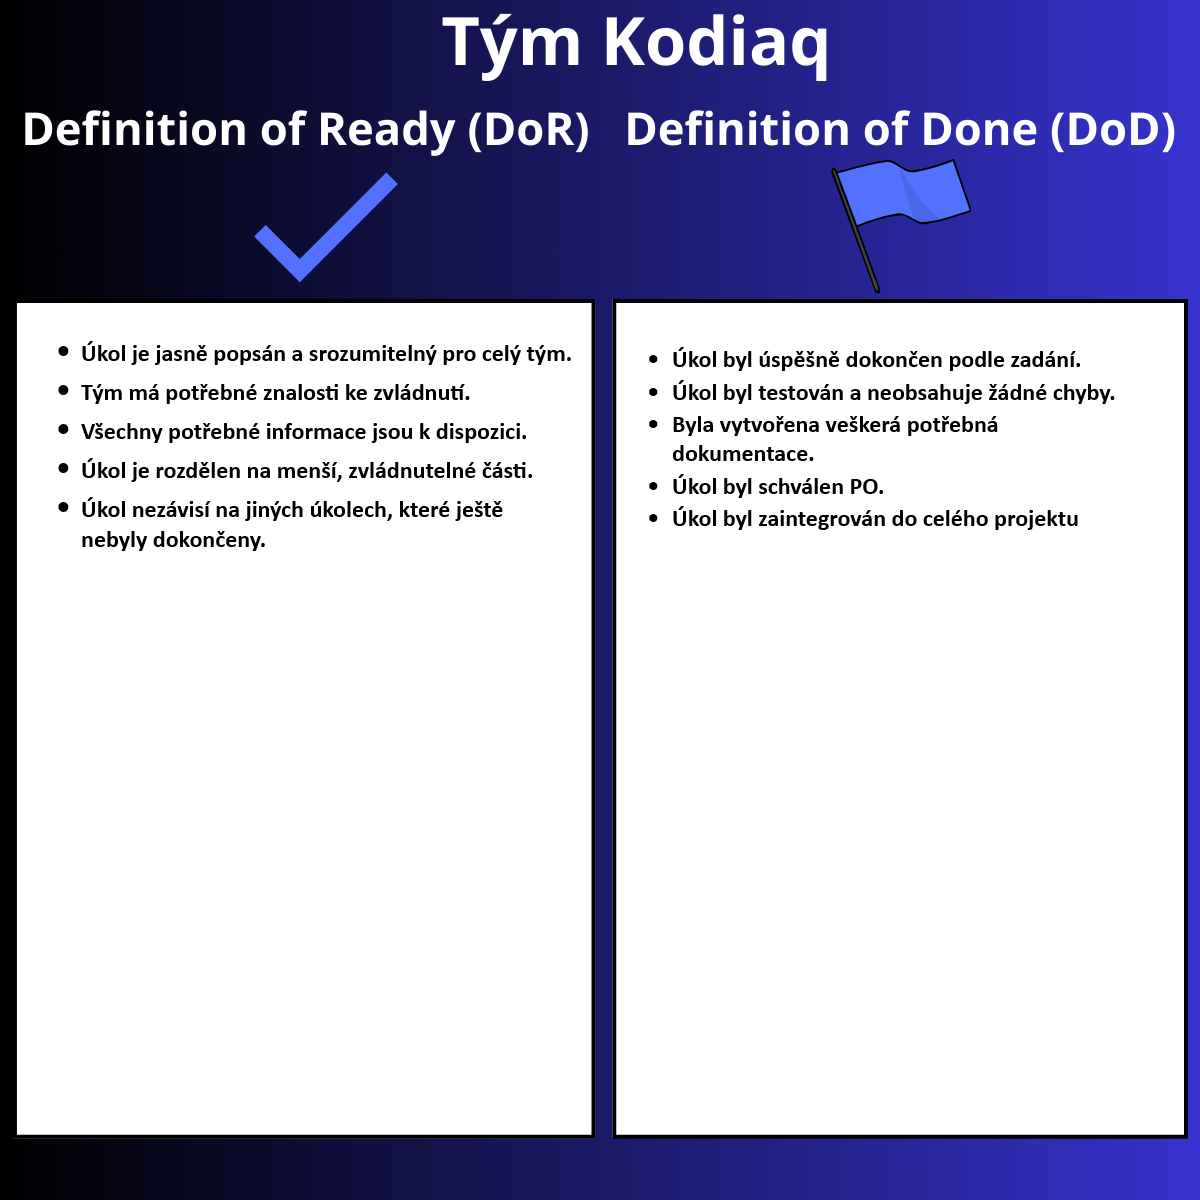 Tým Kodiaq
Definition of Ready (DoR)
Definition of Done (DoD)
• Úkol je jasně popsán a srozumitelný pro celý tým.
• Tým má potřebné znalosti ke zvládnutí.
• Všechny potřebné informace jsou k dispozici.
• Úkol je rozdělen na menší, zvládnutelné části.
• Úkol nezávisí na jiných úkolech, které ještě
nebyly dokončeny.
• Úkol byl úspěšně dokončen podle zadání.
• Úkol byl testován a neobsahuje žádné chyby.
• Byla vytvořena veškerá potřebná
dokumentace.
• Úkol byl schválen PO.
• Úkol byl zaintegrován do celého projektu